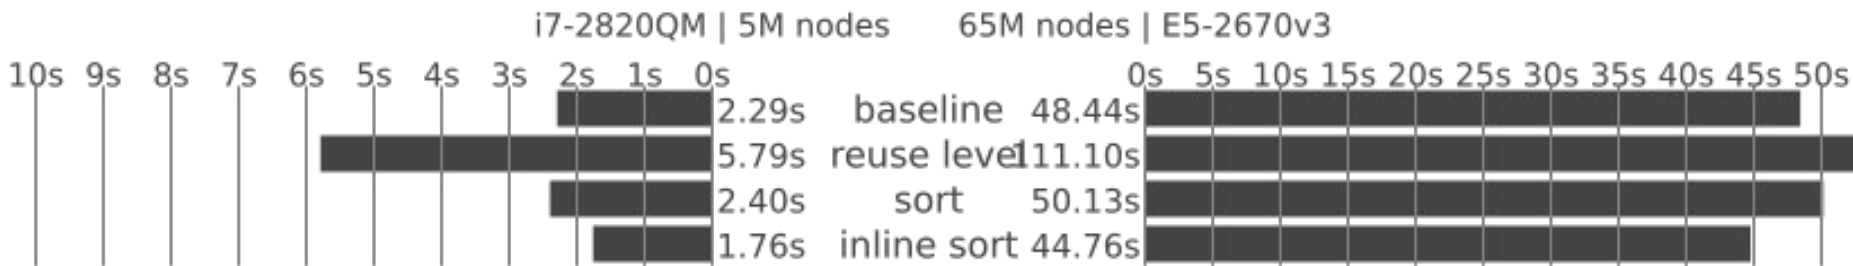 i7-2820QM | 5M nodes 65M nodes | E5-2670v3
10s 9s 8s 7s 6s 5s 4s 3s 2s 1s 0s 0s 5s 10s 15s 20s 25s 30s 35s 40s 45s 50s
2.29s baseline 48.44s
5.79s reuse level 111.10s
2.40s sort 50.13s
1.76s inline sort 44.76s